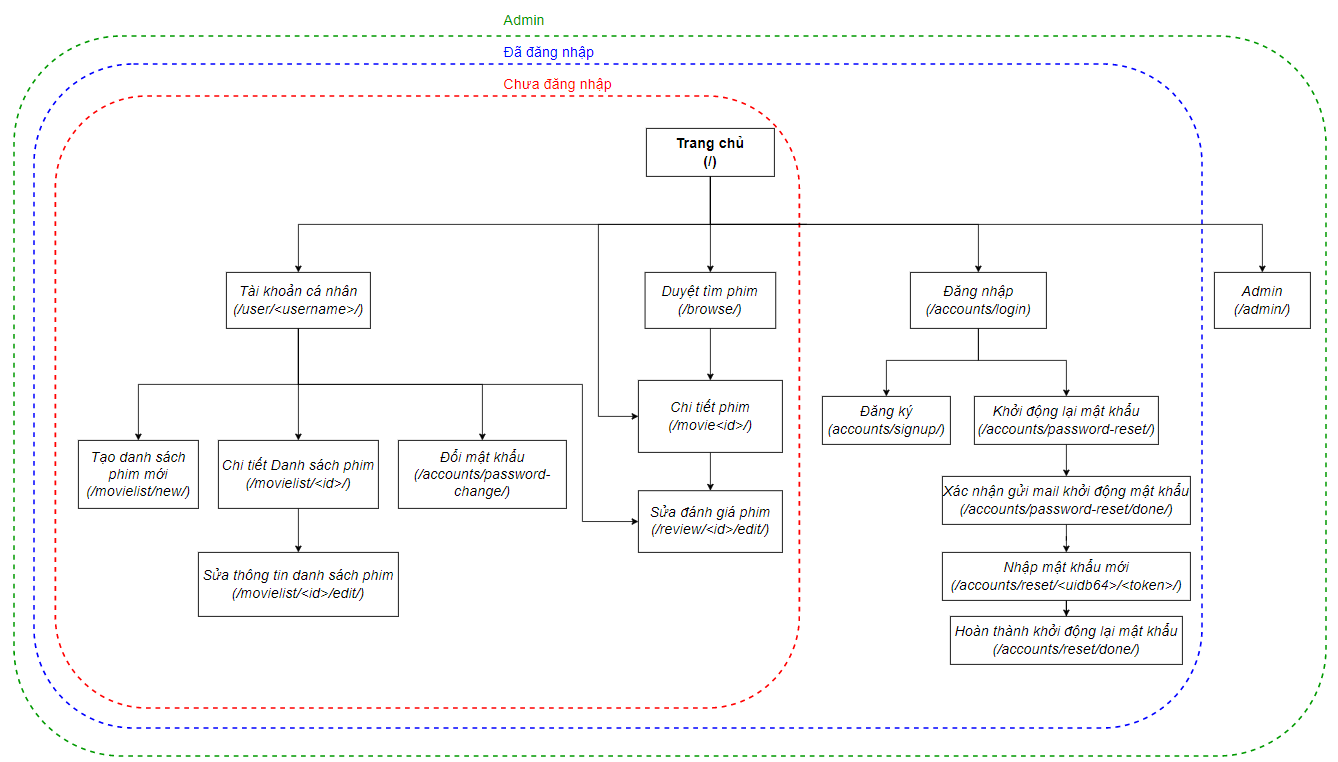 Admin
Đã đăng nhập
Chưa đăng nhập
Trang chủ
(/)
Tài khoản cá nhân
(/user/<username>/)
Duyệt tìm phim
(/browse/)
Đăng nhập
(/accounts/login)
Admin
(/admin/)
Chi tiết phim
(/movie<id>/)
Đăng ký
(accounts/signup/)
Khởi động lại mật khẩu
(/accounts/password-reset/)
Tạo danh sách
phim mới
(/movielist/new/)
Chi tiết Danh sách phim
(/movielist/<id>/)
Đổi mật khẩu
(/accounts/password-
change/)
Xác nhận gửi mail khởi động mật khẩu
(/accounts/password-reset/done/)
Sửa đánh giá phim
(/review/<id>/edit/)
Sửa thông tin danh sách phim
(/movielist/<id>/edit/)
Nhập mật khẩu mới
(/accounts/reset/<uidb64>/<token>/)
Hoàn thành khởi động lại mật khẩu
(/accounts/reset/done/)